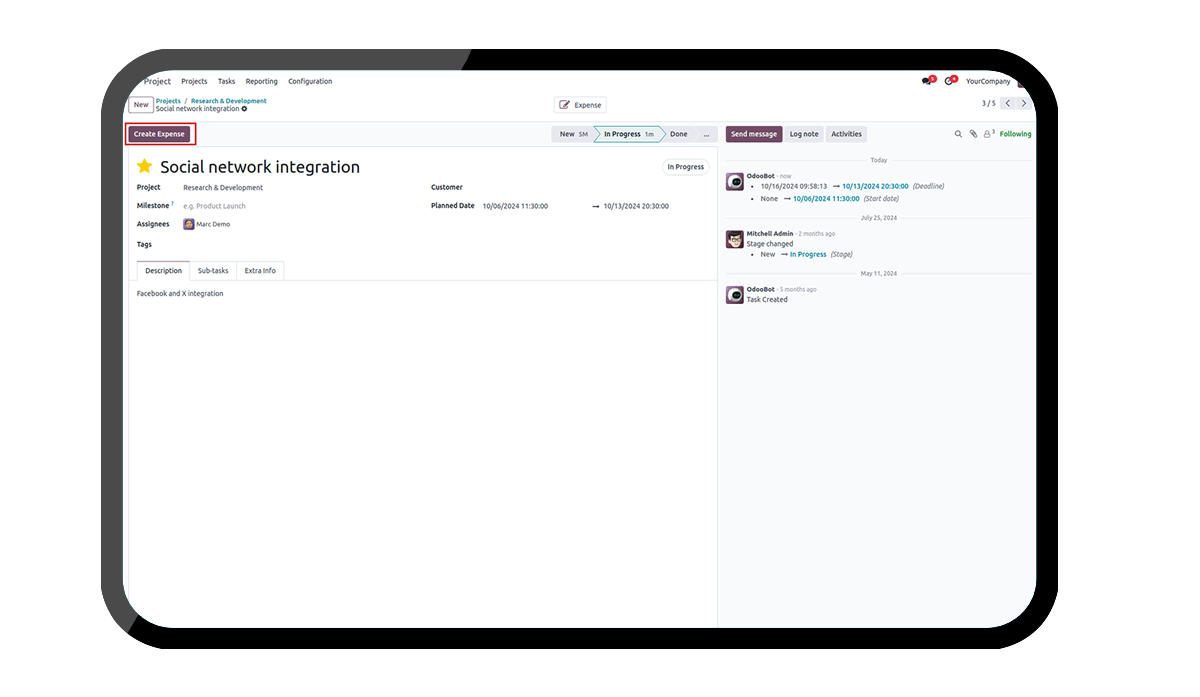 Project Projects Tasks Reporting Configuration
5 4 YourCompany
New Projects / Research & Development
Social network integration
Expense
3 / 5
Create Expense
New 5M In Progress 1m Done ...
Send message Log note Activities
3 Following
Social network integration
In Progress
Project Research & Development
Customer
Milestone ? e.g. Product Launch
Planned Date 10/06/2024 11:30:00 → 10/13/2024 20:30:00
Assignees Marc Demo
Tags
Description Sub-tasks Extra Info
Facebook and X integration
Today
OdooBot - now
• 10/16/2024 09:58:13 → 10/13/2024 20:30:00 (Deadline)
• None → 10/06/2024 11:30:00 (Start date)
July 25, 2024
Mitchell Admin - 2 months ago
Stage changed
• New → In Progress (Stage)
May 11, 2024
OdooBot - 5 months ago
Task Created